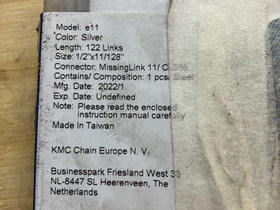 Model: e11
Color: Silver
Length: 122 Links
Size: 1/2"x11/128"
Connector: MissingLink 11/
Contains/ Composition: 1 pcs/ Steel
Mfg. Date: 2022/1
Exp. Date: Undefined
Note: Please read the enclosed
instruction manual carefully
Made In Taiwan
KMC Chain Europe N. V.
Businesspark Friesland West 33
NL-8447 SL Heerenveen, The
Netherlands